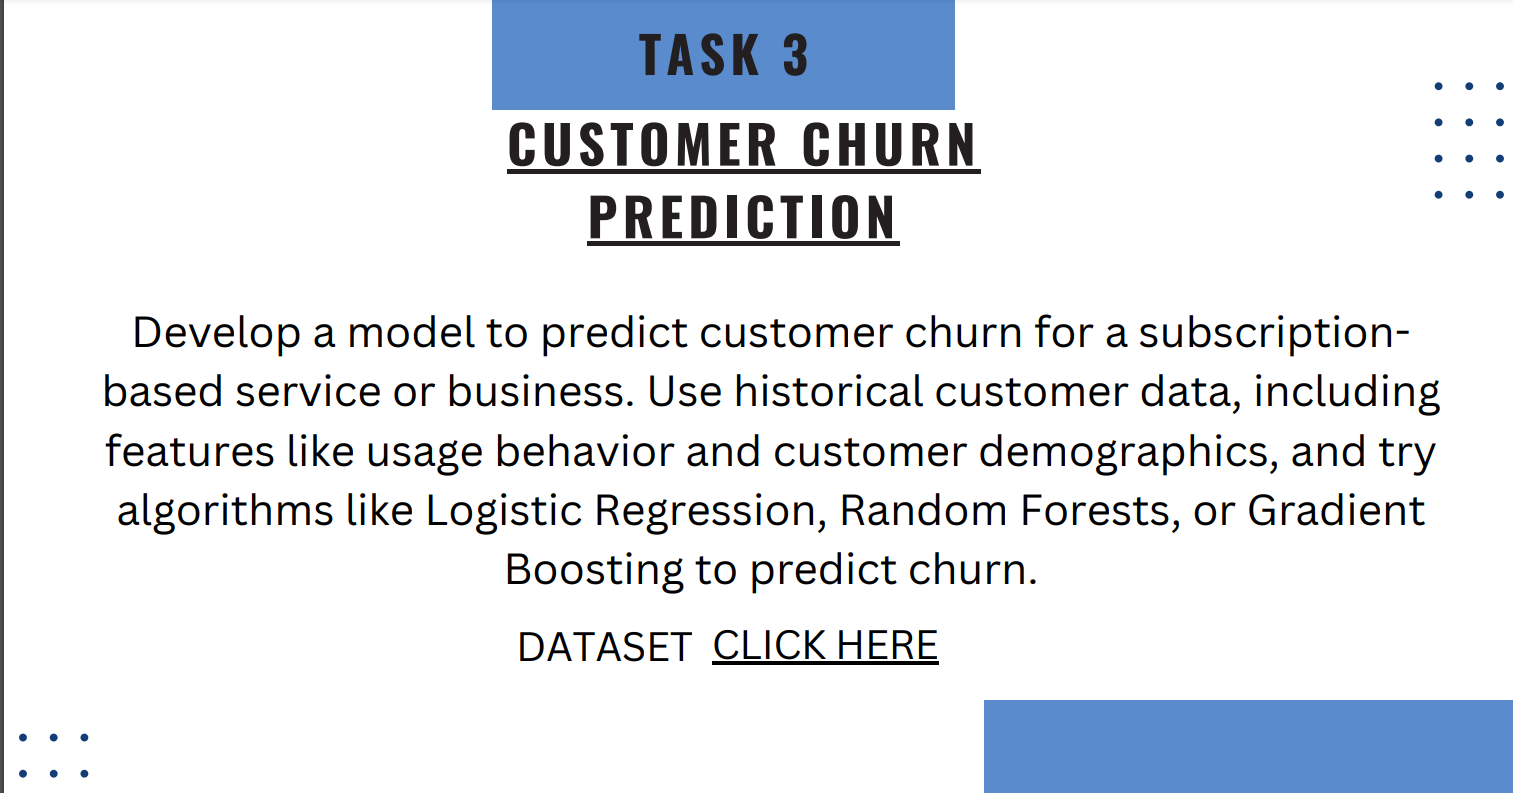 TASK 3
CUSTOMER CHURN
PREDICTION
Develop a model to predict customer churn for a subscription-
based service or business. Use historical customer data, including
features like usage behavior and customer demographics, and try
algorithms like Logistic Regression, Random Forests, or Gradient
Boosting to predict churn.
DATASET CLICK HERE